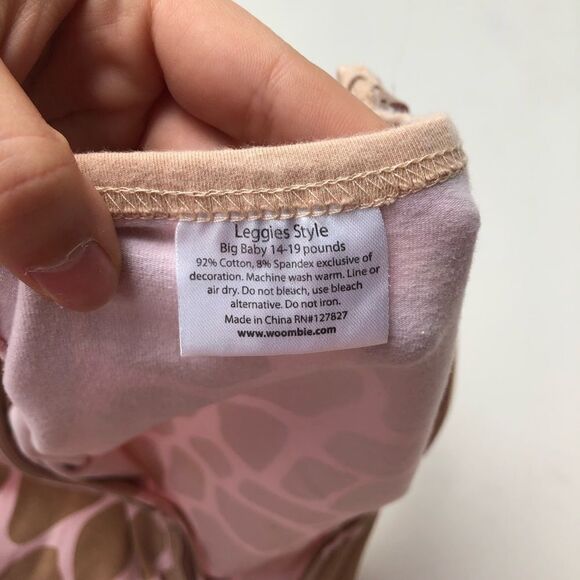 Leggies Style
Big Baby 14-19 pounds
92% Cotton, 8% Spandex exclusive of
decoration. Machine wash warm. Line or
air dry. Do not bleach, use bleach
alternative. Do not iron.
Made in China RN#127827
www.woombie.com